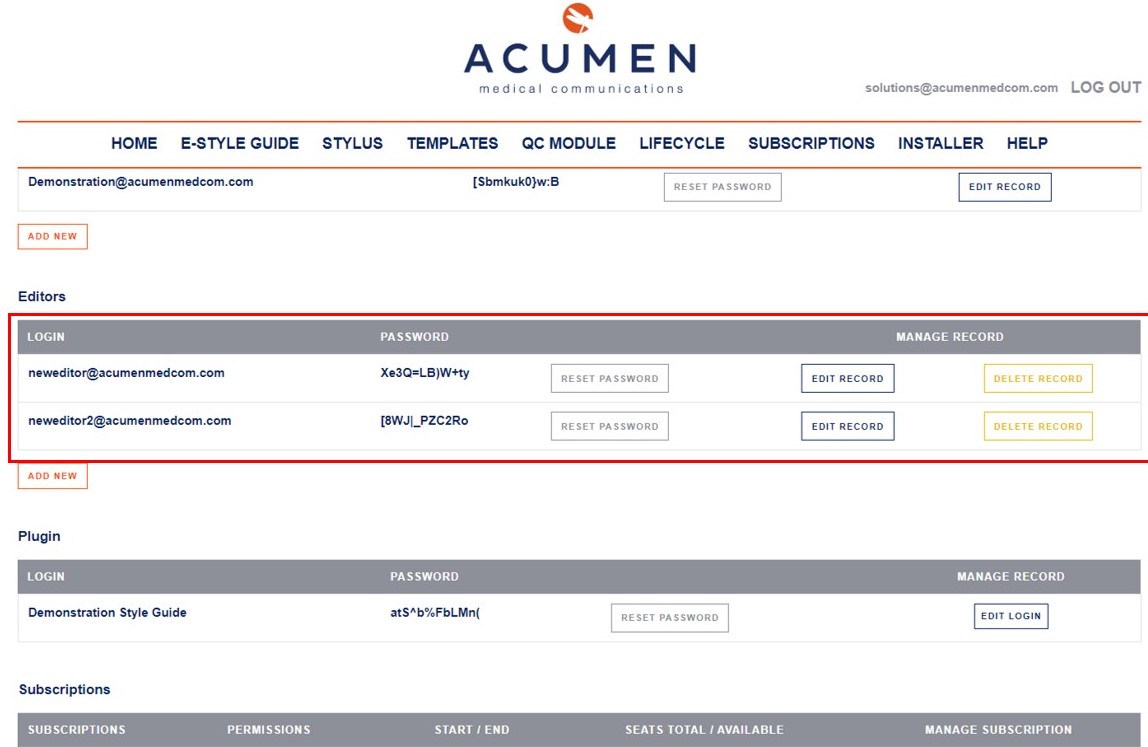 ACUMEN
medical communications
solutions@acumenmedcom.com LOG OUT
HOME E-STYLE GUIDE STYLUS TEMPLATES QC MODULE LIFECYCLE SUBSCRIPTIONS INSTALLER HELP
Demonstration@acumenmedcom.com [Sbmkuk0}w:B RESET PASSWORD EDIT RECORD
ADD NEW
Editors
LOGIN PASSWORD MANAGE RECORD
neweditor@acumenmedcom.com Xe3Q=LB)W+ty RESET PASSWORD EDIT RECORD DELETE RECORD
neweditor2@acumenmedcom.com [8WJ|_PZC2Ro RESET PASSWORD EDIT RECORD DELETE RECORD
ADD NEW
Plugin
LOGIN PASSWORD MANAGE RECORD
Demonstration Style Guide atS^b%FbLMn( RESET PASSWORD EDIT LOGIN
Subscriptions
SUBSCRIPTIONS PERMISSIONS START / END SEATS TOTAL / AVAILABLE MANAGE SUBSCRIPTION